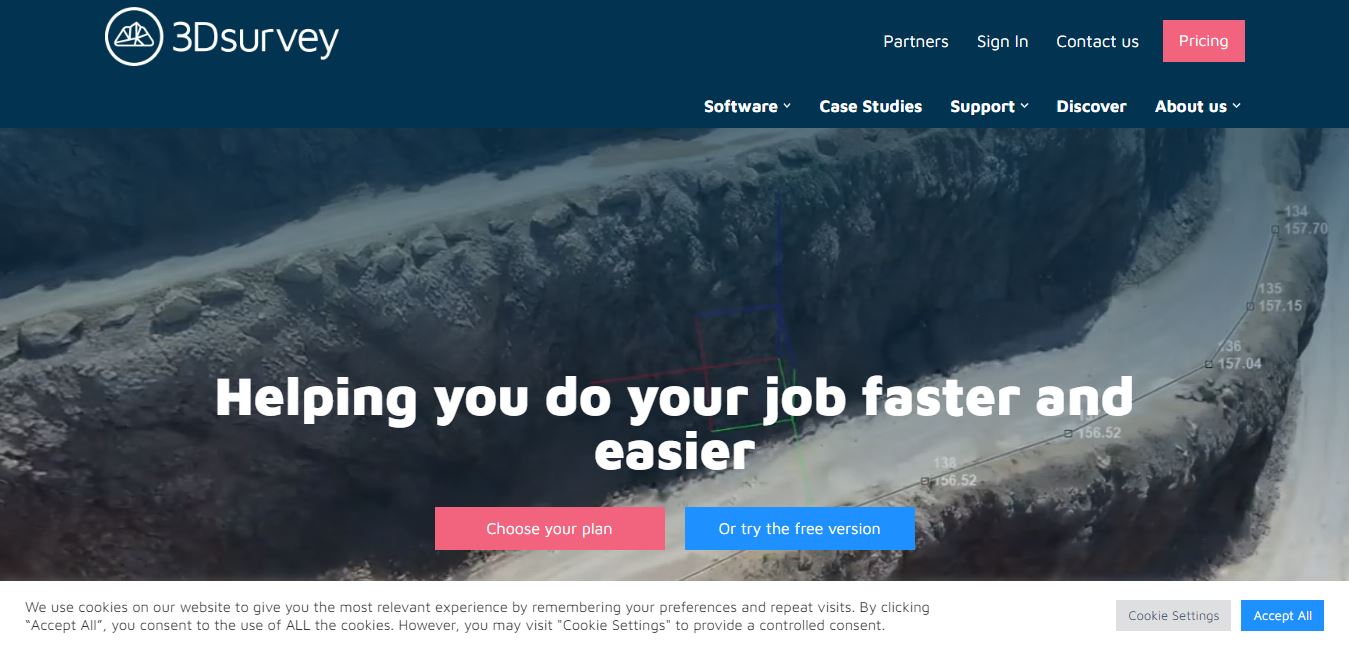 3Dsurvey
Partners Sign In Contact us Pricing
Software Case Studies Support Discover About us
134
157.70
135
157.15
136
157.04
Helping you do your job faster and
easier
156.52
138
156.52
Choose your plan Or try the free version
We use cookies on our website to give you the most relevant experience by remembering your preferences and repeat visits. By clicking
“Accept All”, you consent to the use of ALL the cookies. However, you may visit "Cookie Settings" to provide a controlled consent.
Cookie Settings Accept All